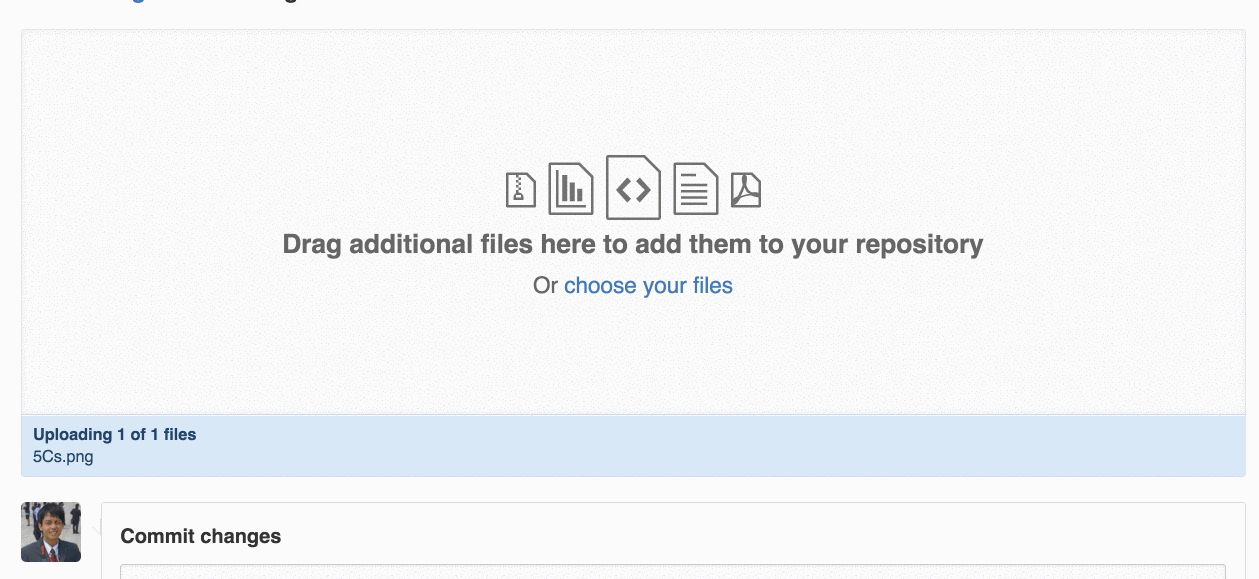 Drag additional files here to add them to your repository
Or choose your files
Uploading 1 of 1 files
5Cs.png
Commit changes